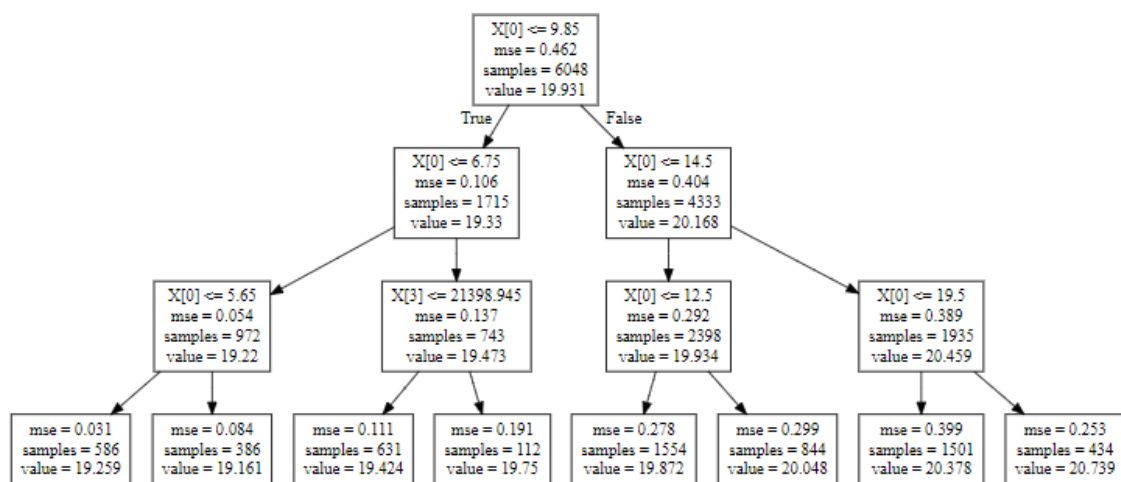 X[0] <= 9.85
mse = 0.462
samples = 6048
value = 19.931
True
False
X[0] <= 6.75
mse = 0.106
samples = 1715
value = 19.33
X[0] <= 14.5
mse = 0.404
samples = 4333
value = 20.168
X[0] <= 5.65
mse = 0.054
samples = 972
value = 19.22
X[3] <= 21398.945
mse = 0.137
samples = 743
value = 19.473
X[0] <= 12.5
mse = 0.292
samples = 2398
value = 19.934
X[0] <= 19.5
mse = 0.389
samples = 1935
value = 20.459
mse = 0.031
samples = 586
value = 19.259
mse = 0.084
samples = 386
value = 19.161
mse = 0.111
samples = 631
value = 19.424
mse = 0.191
samples = 112
value = 19.75
mse = 0.278
samples = 1554
value = 19.872
mse = 0.299
samples = 844
value = 20.048
mse = 0.399
samples = 1501
value = 20.378
mse = 0.253
samples = 434
value = 20.739